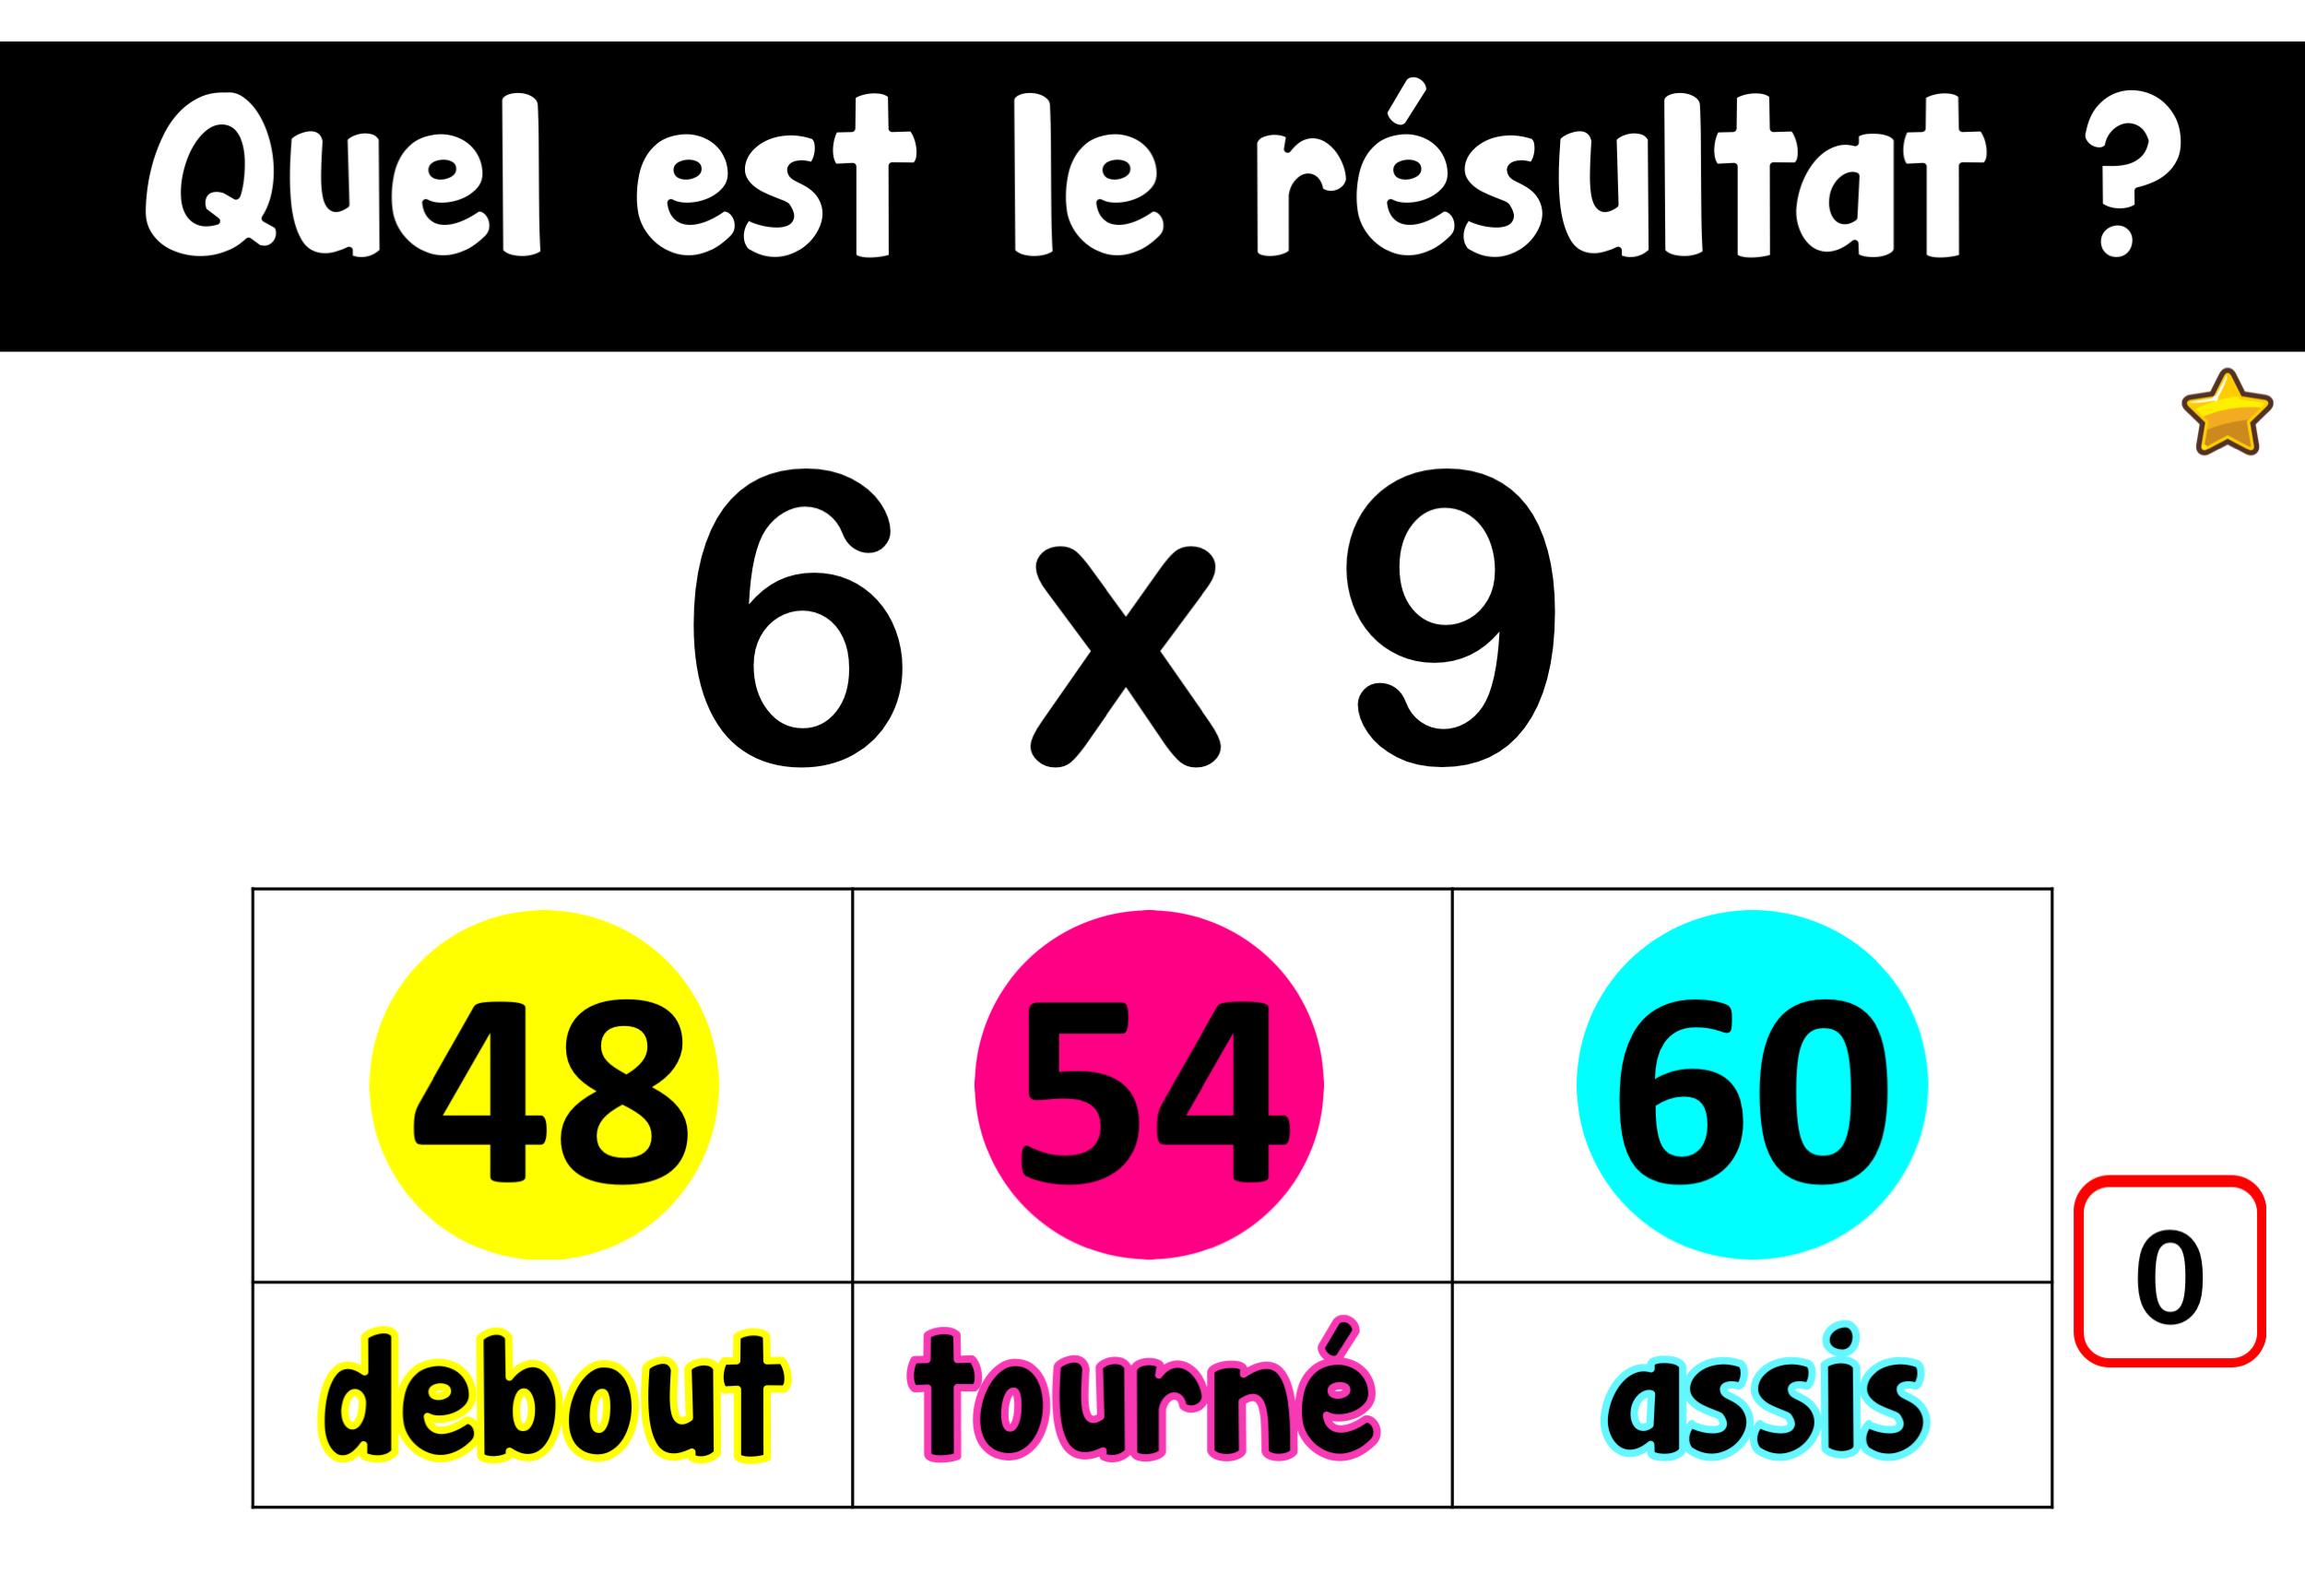 Quel est le résultat ?
6 x 9
48 54 60
0
debout tourné assis